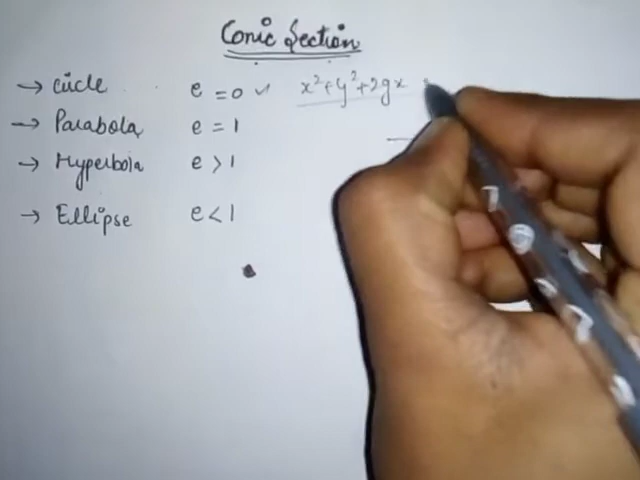 Conic Section
→ Circle e = 0 ✓ x² + y² + 2gx
→ Parabola e = 1
→ Hyperbola e > 1
→ Ellipse e < 1